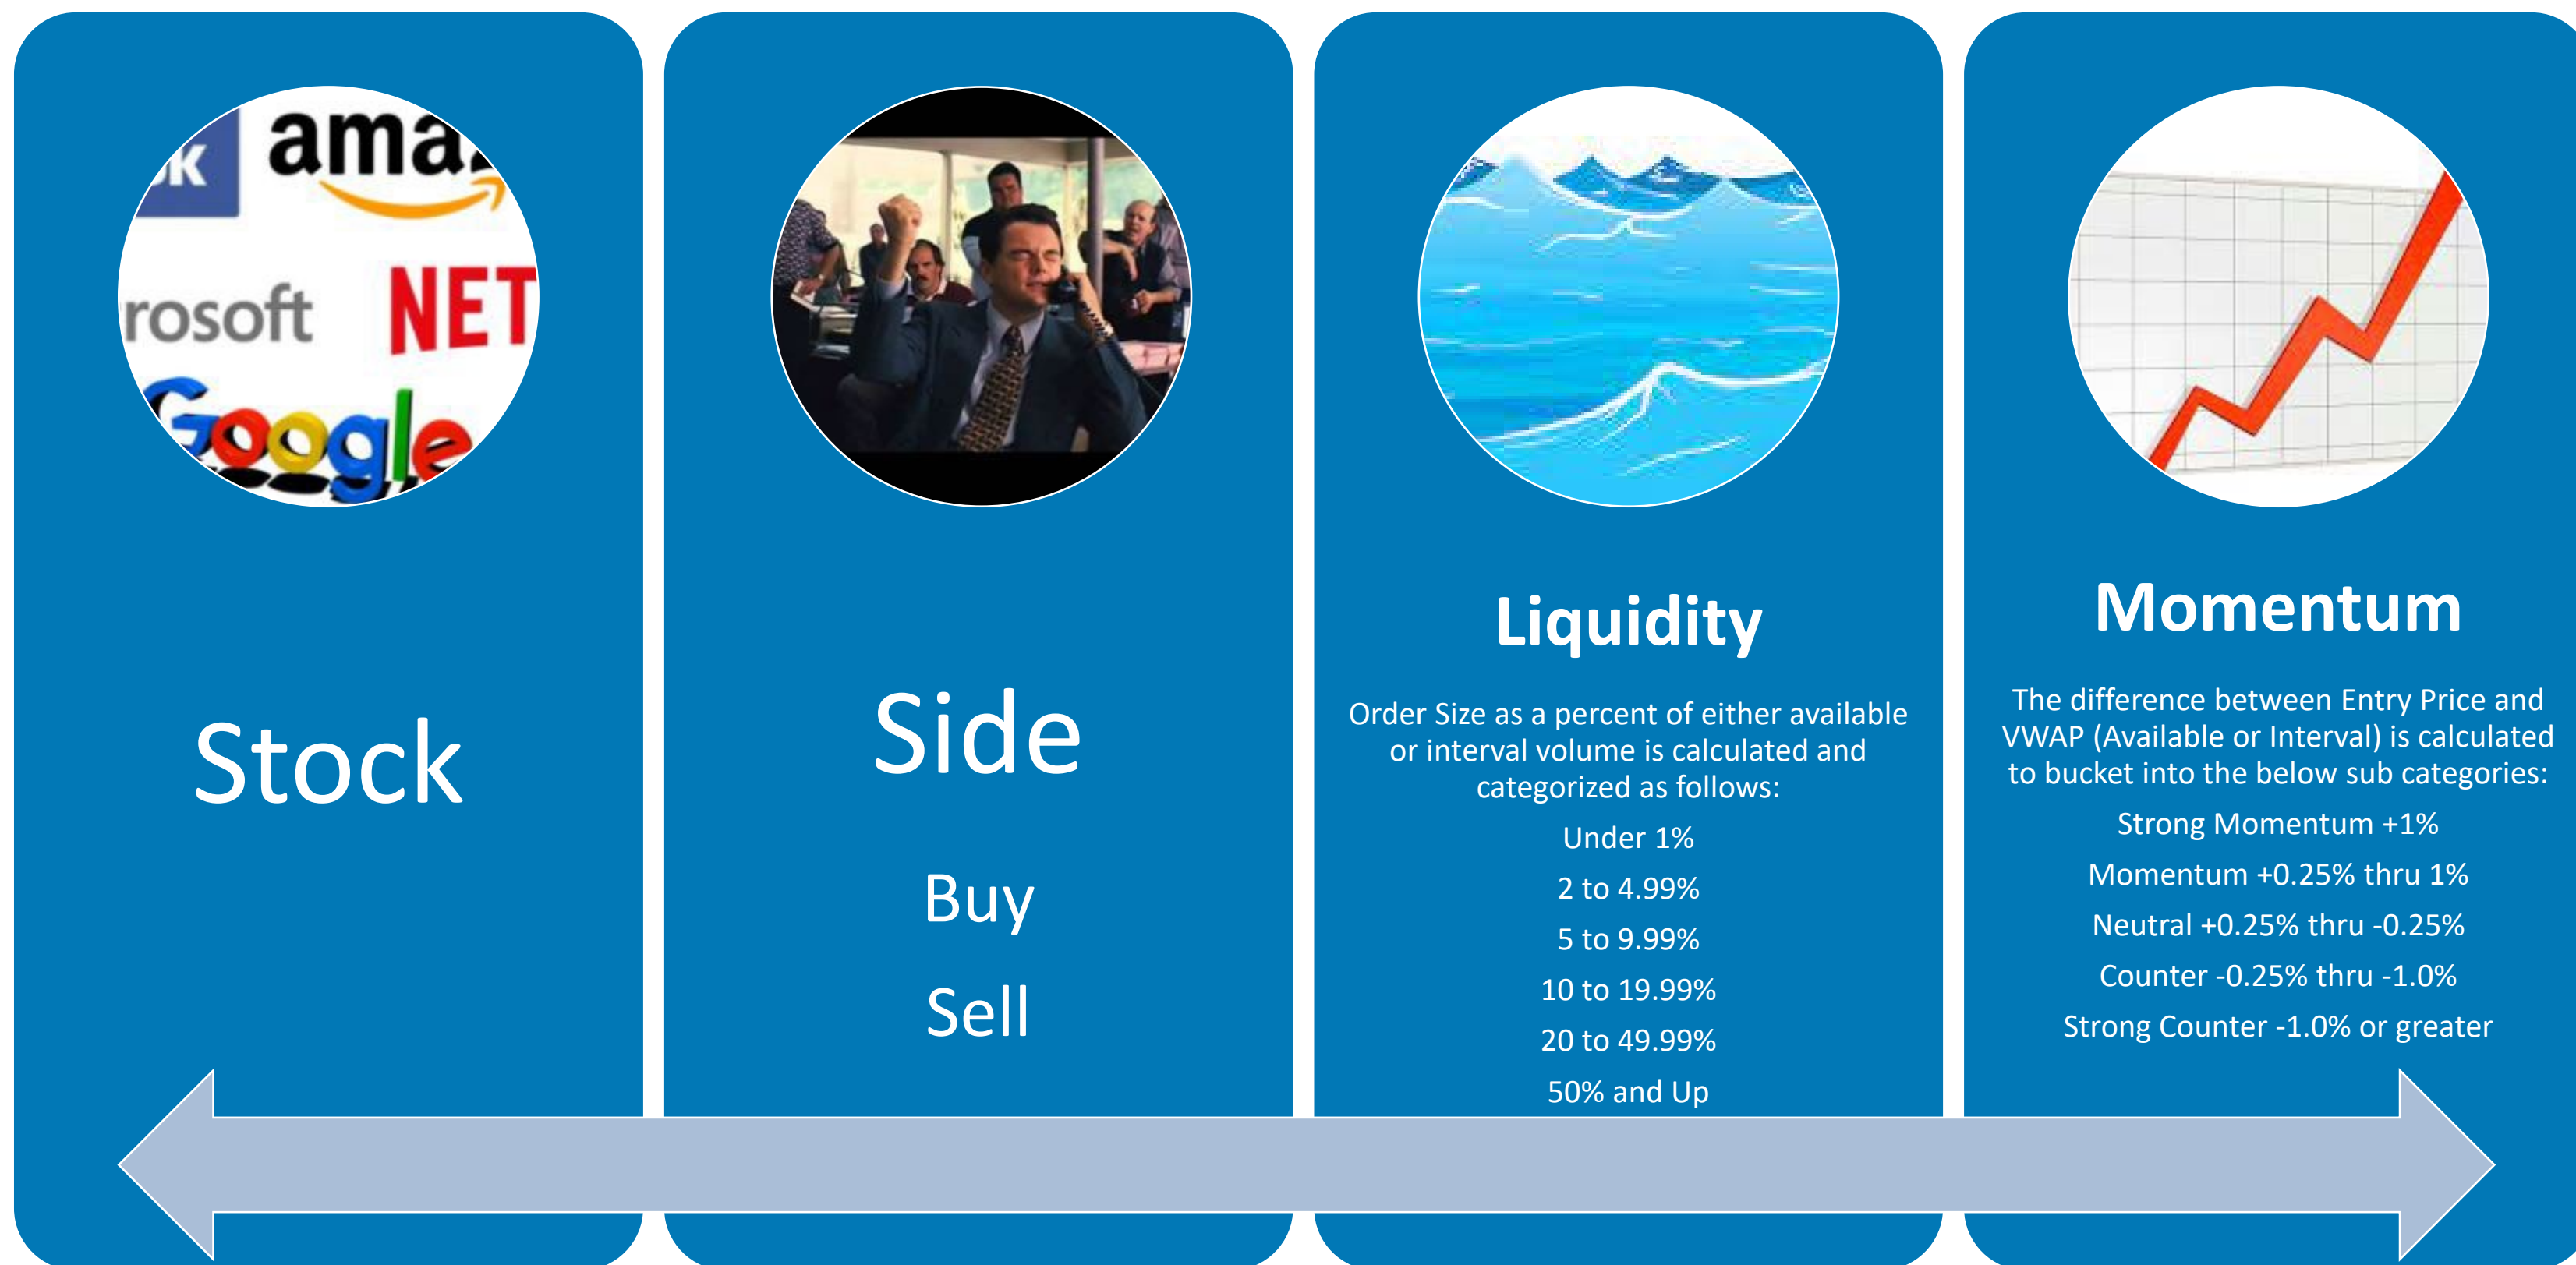 K
ama
rosoft
NET
Google
Stock
Side
Buy
Sell
Liquidity
Order Size as a percent of either available
or interval volume is calculated and
categorized as follows:
Under 1%
2 to 4.99%
5 to 9.99%
10 to 19.99%
20 to 49.99%
50% and Up
Momentum
The difference between Entry Price and
VWAP (Available or Interval) is calculated
to bucket into the below sub categories:
Strong Momentum +1%
Momentum +0.25% thru 1%
Neutral +0.25% thru -0.25%
Counter -0.25% thru -1.0%
Strong Counter -1.0% or greater